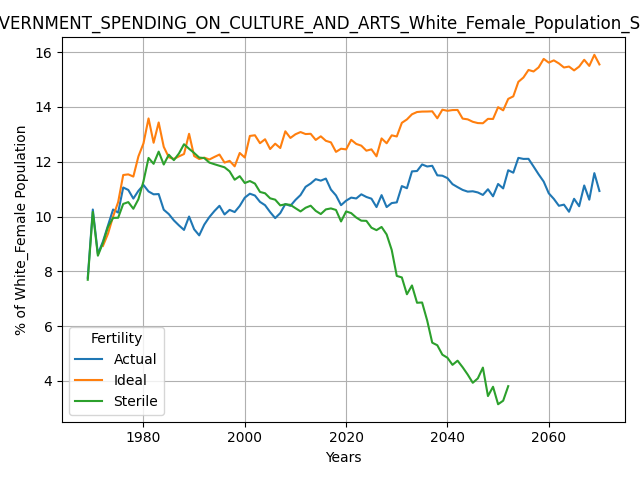 VERNMENT_SPENDING_ON_CULTURE_AND_ARTS_White_Female_Population_S
16
14
12
10
8
6
4
% of White_Female Population
Fertility
Actual
Ideal
Sterile
1980
2000
2020
2040
2060
Years